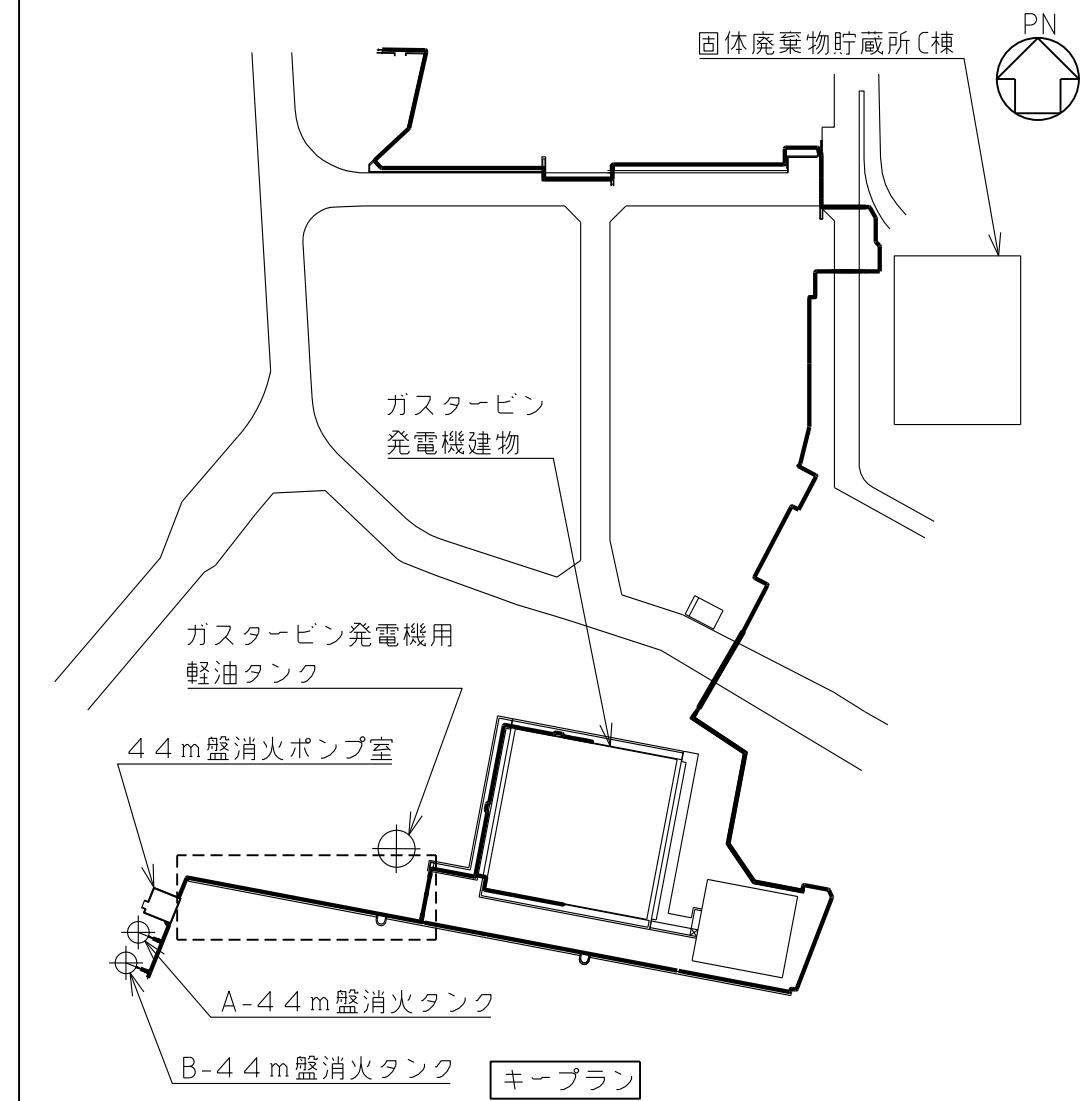 PN
固体廃棄物貯蔵所C棟
ガスタービン
発電機建物
ガスタービン発電機用
軽油タンク
44m盤消火ポンプ室
A-44m盤消火タンク
B-44m盤消火タンク
キープラン